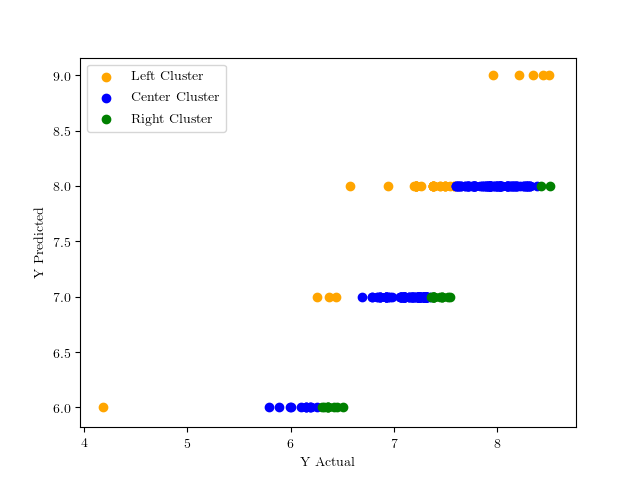 9.0
8.5
8.0
7.5
7.0
6.5
6.0
Y Predicted
Left Cluster
Center Cluster
Right Cluster
4 5 6 7 8
Y Actual